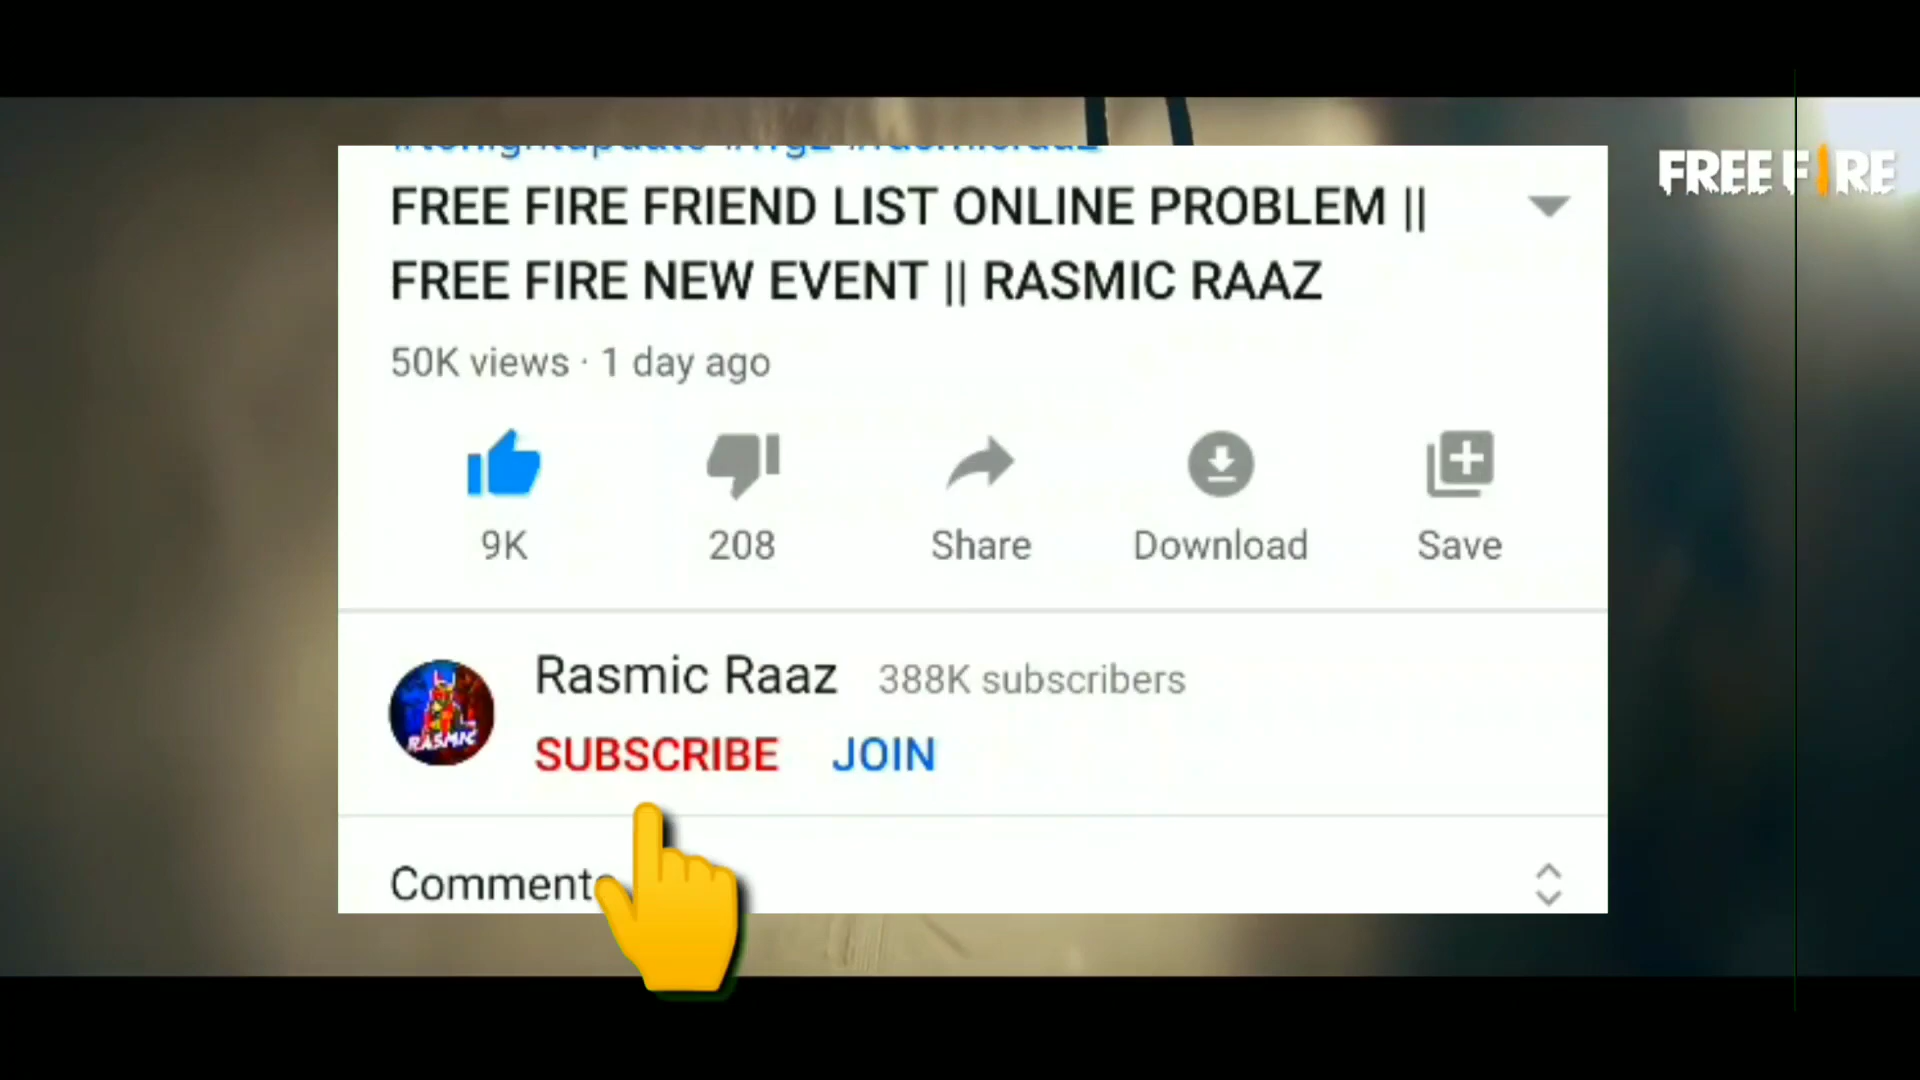 FREE FIRE
FREE FIRE FRIEND LIST ONLINE PROBLEM ||
FREE FIRE NEW EVENT || RASMIC RAAZ
50K views · 1 day ago
9K
208
Share
Download
Save
Rasmic Raaz 388K subscribers
RASMIC
SUBSCRIBE JOIN